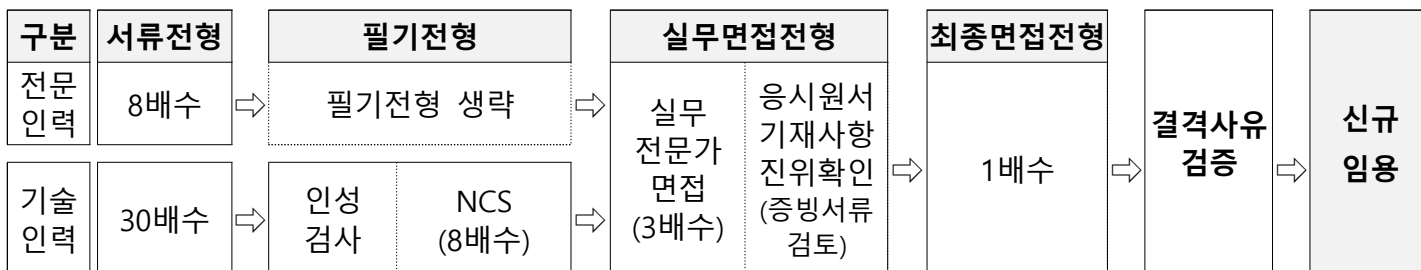 구분 서류전형 필기전형 실무면접전형 최종면접전형
전문
인력
8배수
필기전형 생략
기술
인력
30배수
인성
검사
NCS
(8배수)
실무
전문가
면접
(3배수)
응시원서
기재사항
진위확인
(증빙서류
검토)
1배수
결격사유
검증
신규
임용